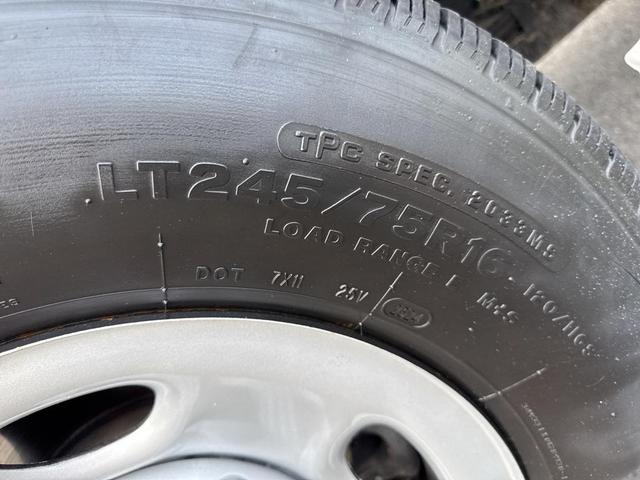 TPC SPEC. 2033MS
LT245/75R16 120/116S
LOAD RANGE E M&S
DOT 7X11 25V